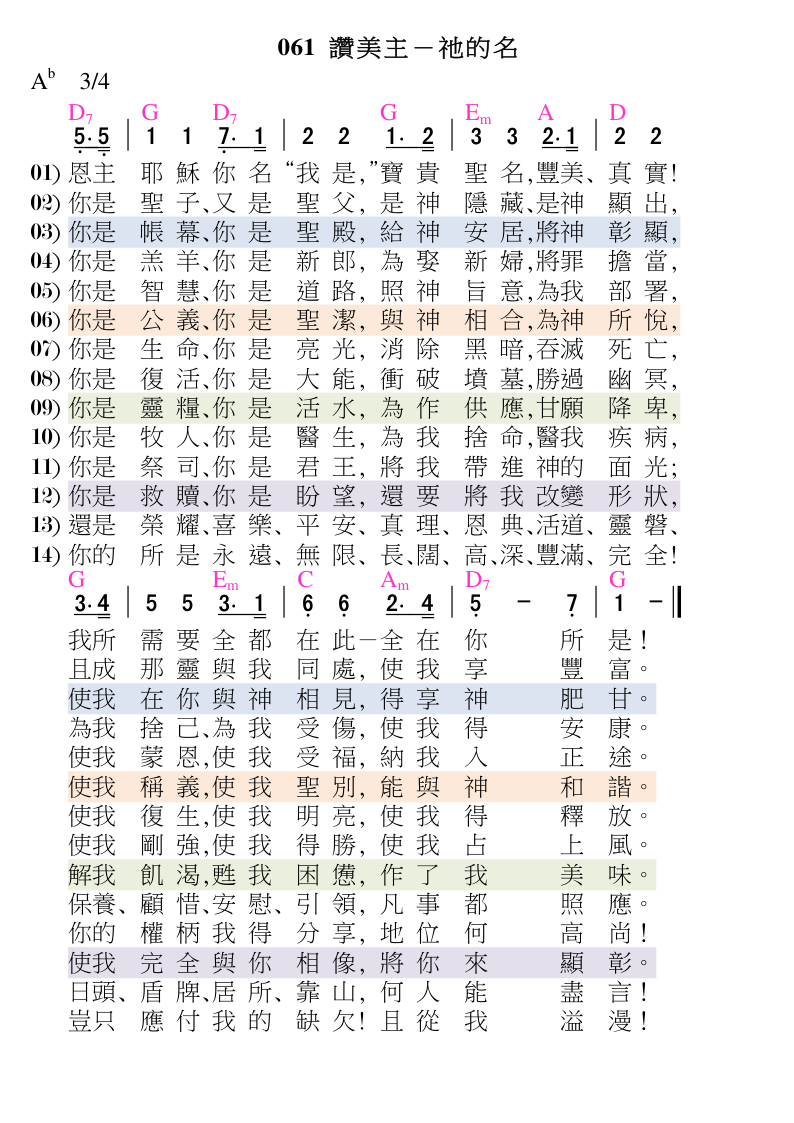 061 讚美主－祂的名
Ab 3/4
D7 G D7 G Em A D
5· 5 | 1 1 7· 1 | 2 2 1· 2 | 3 3 2· 1 | 2 2
01) 恩主 耶穌你名 “我是,”寶貴 聖名,豐美、真實!
02) 你是 聖子、又是 聖父,是神 隱藏、是神 顯出,
03) 你是 帳幕、你是 聖殿,給神 安居,將神 彰顯,
04) 你是 羔羊、你是 新郎,為娶 新婦,將罪 擔當,
05) 你是 智慧、你是 道路,照神 旨意,為我 部署,
06) 你是 公義、你是 聖潔,與神 相合,為神 所悅,
07) 你是 生命、你是 亮光,消除 黑暗,吞滅 死亡,
08) 你是 復活、你是 大能,衝破 墳墓,勝過 幽冥,
09) 你是 靈糧、你是 活水,為作 供應,甘願 降卑,
10) 你是 牧人、你是 醫生,為我 捨命,醫我 疾病,
11) 你是 祭司、你是 君王,將我 帶進 神的 面光;
12) 你是 救贖、你是 盼望,還要 將我 改變 形狀,
13) 還是 榮耀、喜樂、平安、真理、恩典、活道、靈磐、
14) 你的 所是 永遠、無限、長、闊、高、深、豐滿、完全!
G Em C Am D7 G
3· 4 | 5 5 3· 1 | 6 6 2· 4 | 5 － 7 | 1 － ‖
我所 需要 全都 在此－全在 你 所 是!
且成 那靈 與我 同處,使我 享 豐 富。
使我 在你 與神 相見,得享 神 肥 甘。
為我 捨己、為我 受傷,使我 得 安 康。
使我 蒙恩,使我 受福,納我 入 正 途。
使我 稱義,使我 聖別,能與 神 和 諧。
使我 復生,使我 明亮,使我 得 釋 放。
使我 剛強,使我 得勝,使我 占 上 風。
解我 飢渴,甦我 困憊,作了 我 美 味。
保養、顧惜、安慰、引領,凡事 都 照 應。
你的 權柄 我得 分享,地位 何 高 尚!
使我 完全 與你 相像,將你 來 顯 彰。
日頭、盾牌、居所、靠山,何人 能 盡 言!
豈只 應付 我的 缺欠!且從 我 溢 漫!